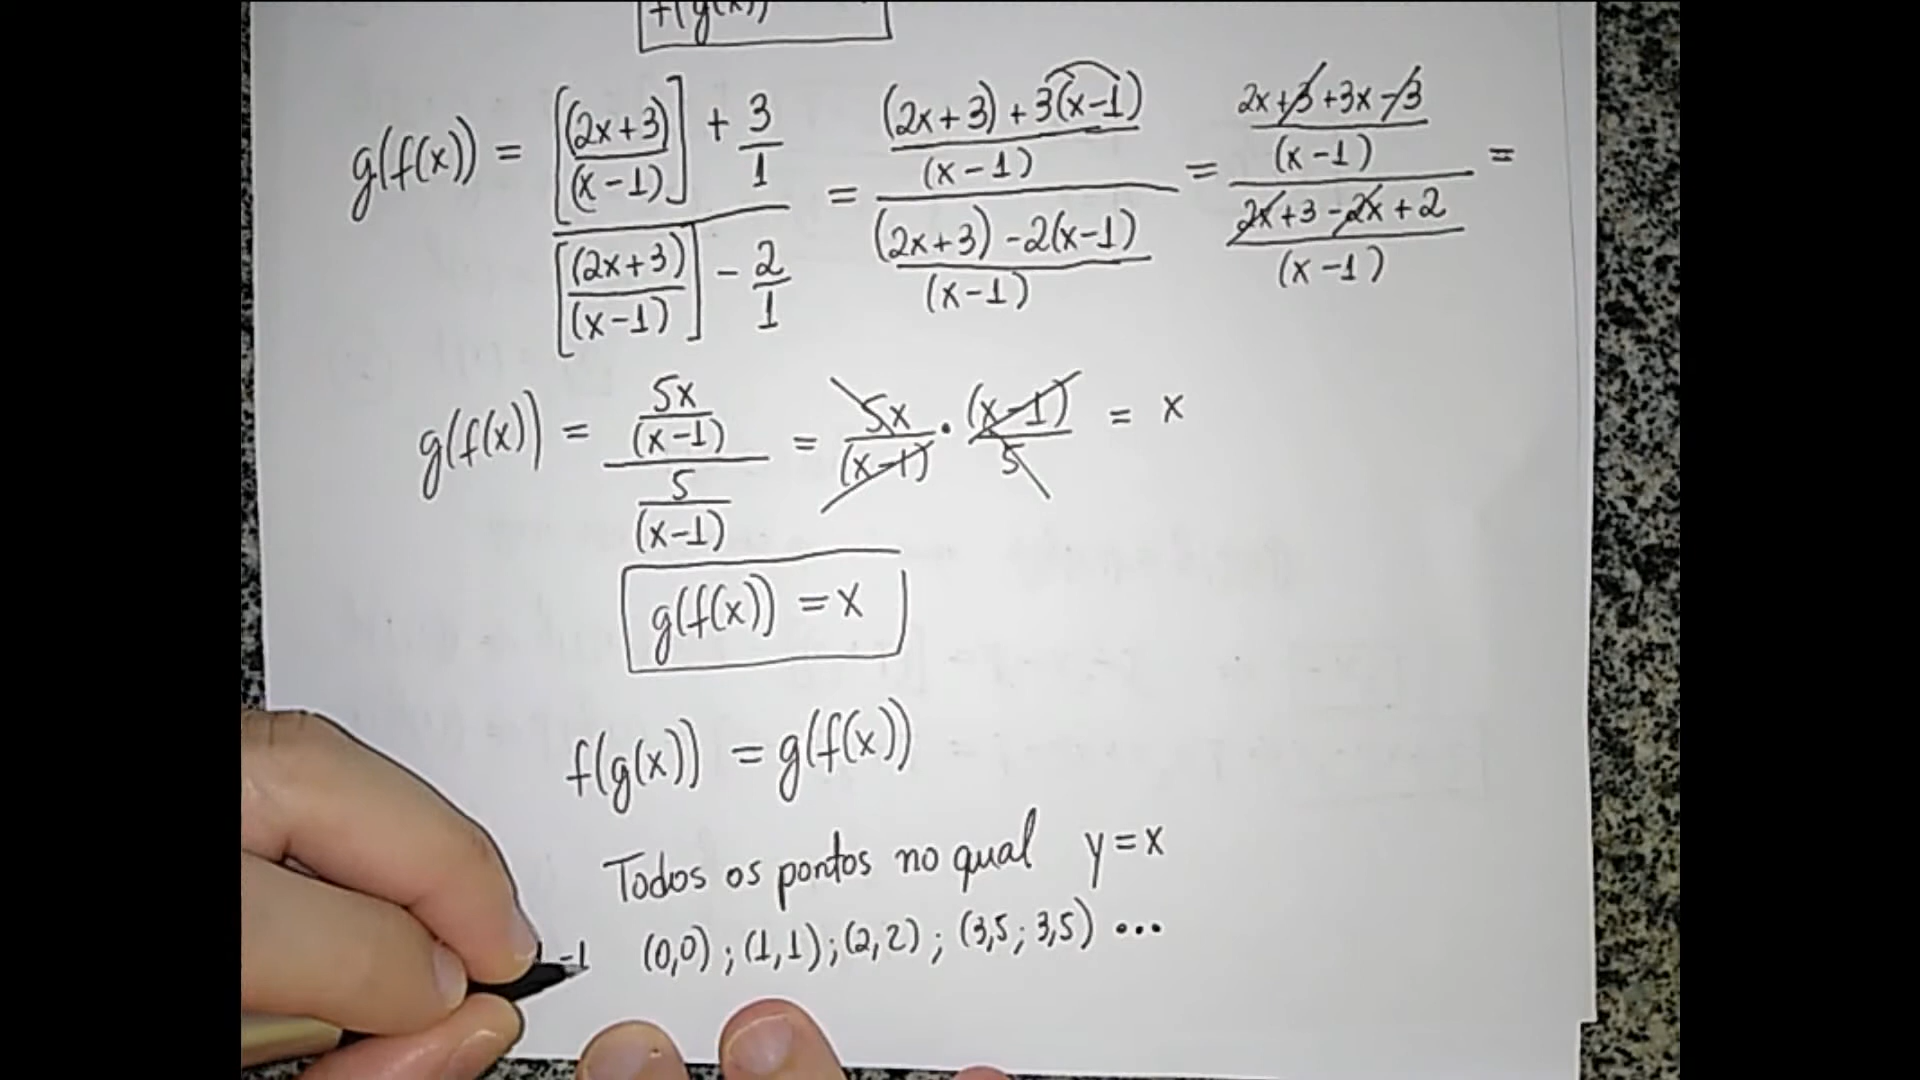 f(g(x))
g(f(x)) = [(2x+3)/(x-1)] + 3/1 / [(2x+3)/(x-1)] - 2/1 = (2x+3)+3(x-1)/(x-1) / (2x+3)-2(x-1)/(x-1) = 2x+3+3x-3/(x-1) / 2x+3-2x+2/(x-1) =
g(f(x)) = 5x/(x-1) / 5/(x-1) = 5x/(x-1) · (x-1)/5 = x
g(f(x)) = x
f(g(x)) = g(f(x))
Todos os pontos no qual y = x
-1 (0,0) ; (1,1) ; (2,2) ; (3,5 ; 3,5) ...